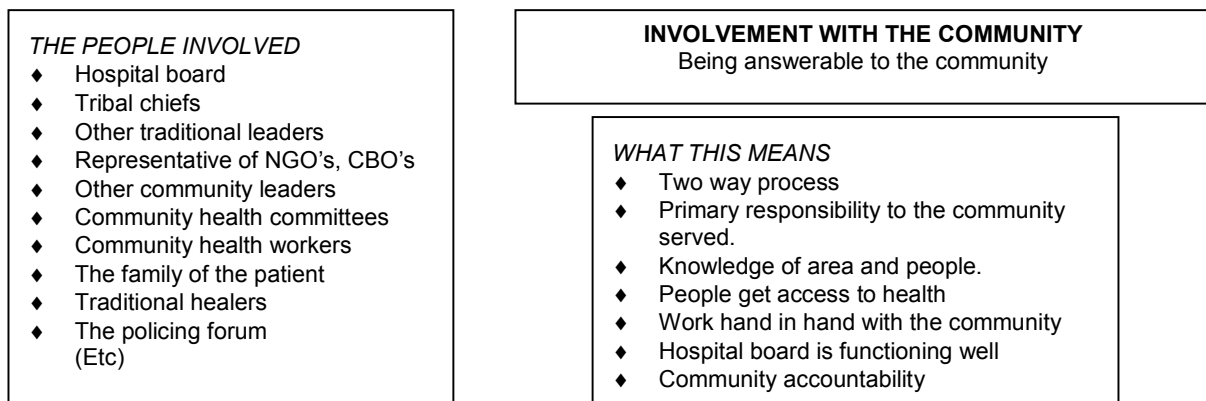 THE PEOPLE INVOLVED
♦ Hospital board
♦ Tribal chiefs
♦ Other traditional leaders
♦ Representative of NGO's, CBO's
♦ Other community leaders
♦ Community health committees
♦ Community health workers
♦ The family of the patient
♦ Traditional healers
♦ The policing forum
(Etc)
INVOLVEMENT WITH THE COMMUNITY
Being answerable to the community
WHAT THIS MEANS
♦ Two way process
♦ Primary responsibility to the community
served.
♦ Knowledge of area and people.
♦ People get access to health
♦ Work hand in hand with the community
♦ Hospital board is functioning well
♦ Community accountability